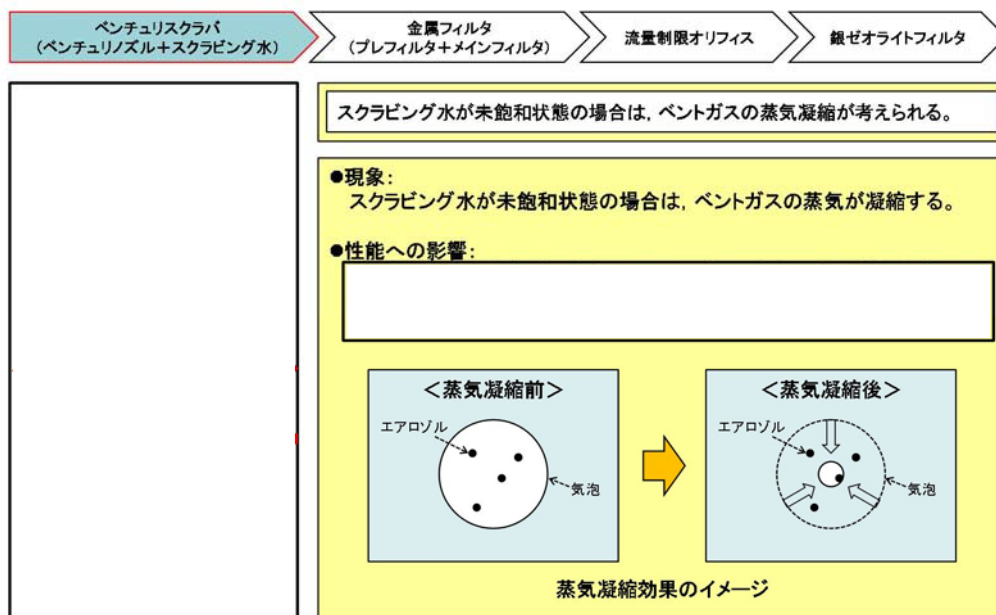 ベンチュリスクラバ
(ベンチュリノズル+スクラビング水)
金属フィルタ
(プレフィルタ+メインフィルタ)
流量制限オリフィス
銀ゼオライトフィルタ
スクラビング水が未飽和状態の場合は，ベントガスの蒸気凝縮が考えられる。
●現象：
スクラビング水が未飽和状態の場合は，ベントガスの蒸気が凝縮する。
●性能への影響：
＜蒸気凝縮前＞
エアロゾル
気泡
＜蒸気凝縮後＞
エアロゾル
気泡
蒸気凝縮効果のイメージ